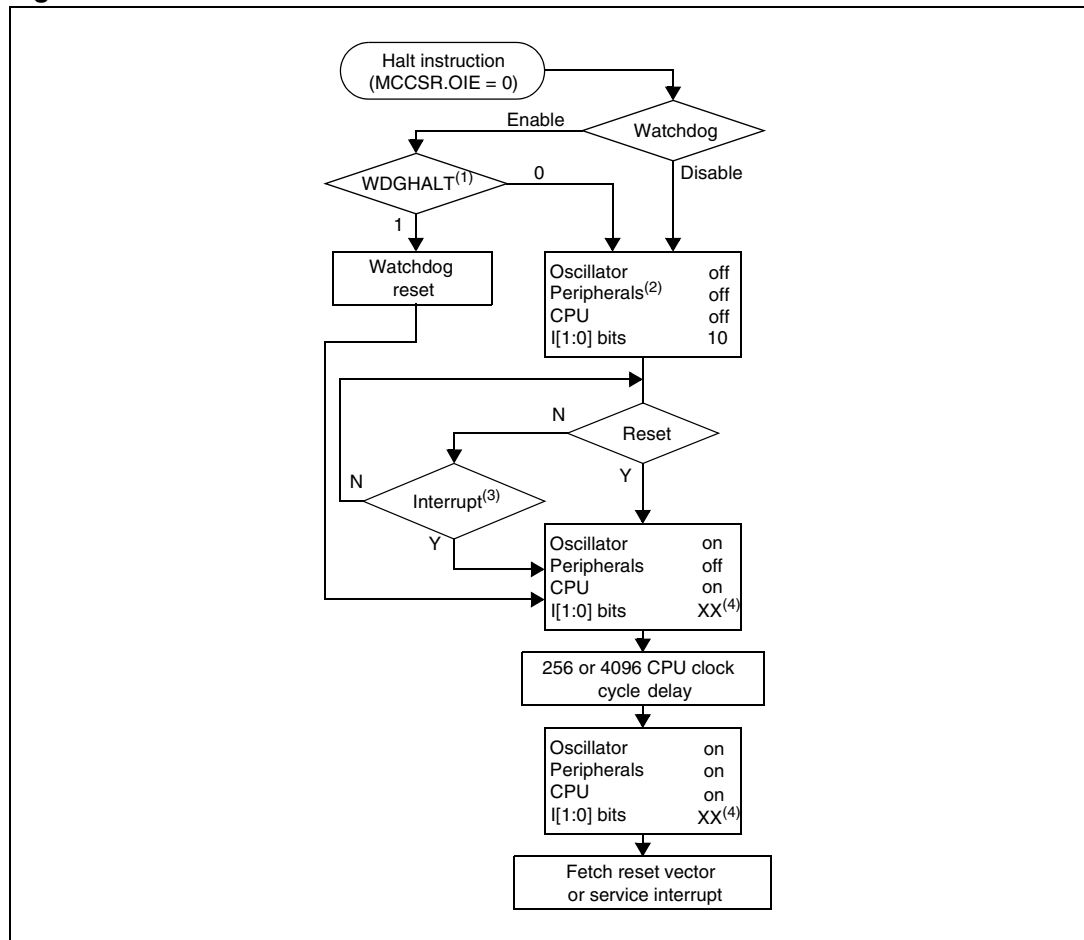 Halt instruction
(MCCSR.OIE = 0)
Enable
Watchdog
WDGHALT(1)
0
Disable
1
Watchdog
reset
Oscillator off
Peripherals(2) off
CPU off
I[1:0] bits 10
N
Reset
N
Interrupt(3)
Y
Y
Oscillator on
Peripherals off
CPU on
I[1:0] bits XX(4)
256 or 4096 CPU clock
cycle delay
Oscillator on
Peripherals on
CPU on
I[1:0] bits XX(4)
Fetch reset vector
or service interrupt